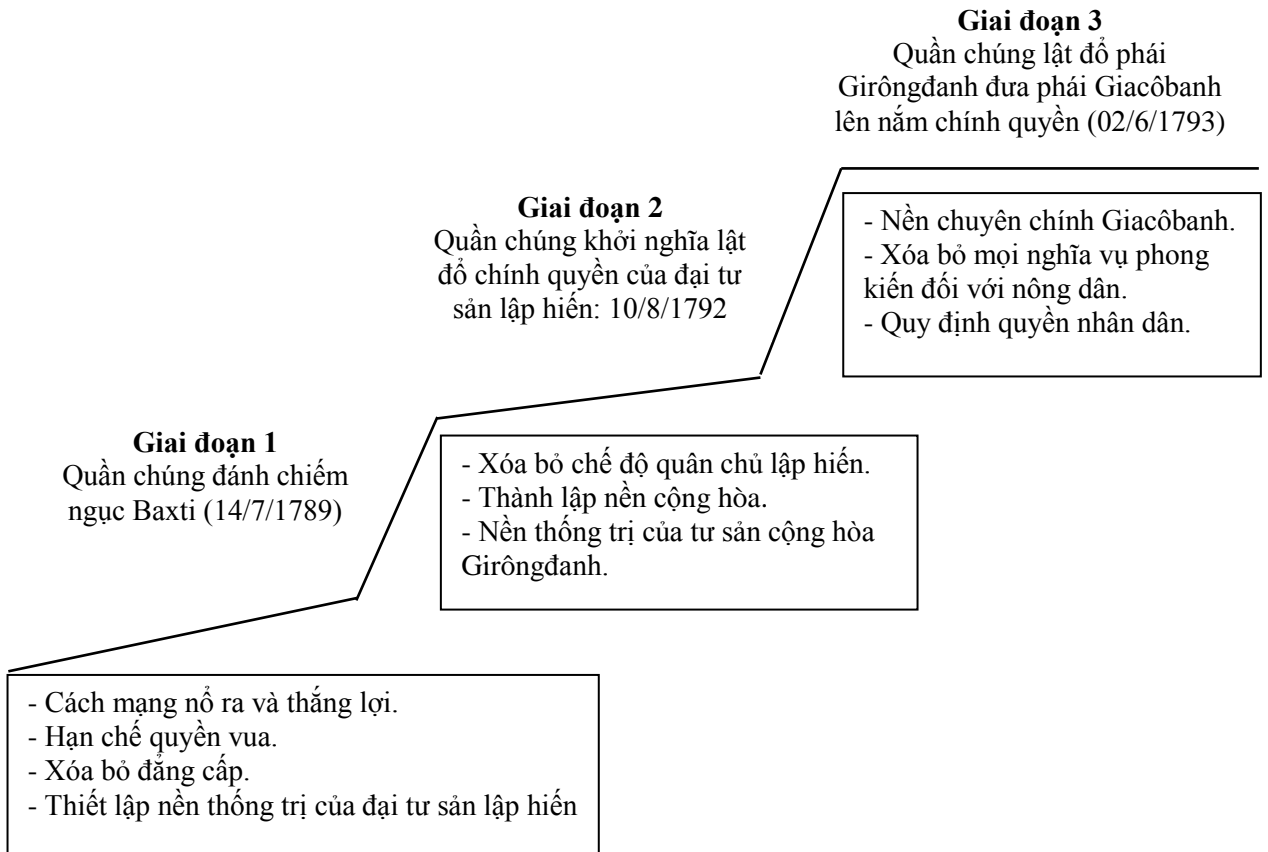 Giai đoạn 3
Quần chúng lật đổ phái
Girôngđanh đưa phái Giacôbanh
lên nắm chính quyền (02/6/1793)
- Nền chuyên chính Giacôbanh.
- Xóa bỏ mọi nghĩa vụ phong
kiến đối với nông dân.
- Quy định quyền nhân dân.
Giai đoạn 2
Quần chúng khởi nghĩa lật
đổ chính quyền của đại tư
sản lập hiến: 10/8/1792
- Xóa bỏ chế độ quân chủ lập hiến.
- Thành lập nền cộng hòa.
- Nền thống trị của tư sản cộng hòa
Girôngđanh.
Giai đoạn 1
Quần chúng đánh chiếm
ngục Baxti (14/7/1789)
- Cách mạng nổ ra và thắng lợi.
- Hạn chế quyền vua.
- Xóa bỏ đẳng cấp.
- Thiết lập nền thống trị của đại tư sản lập hiến